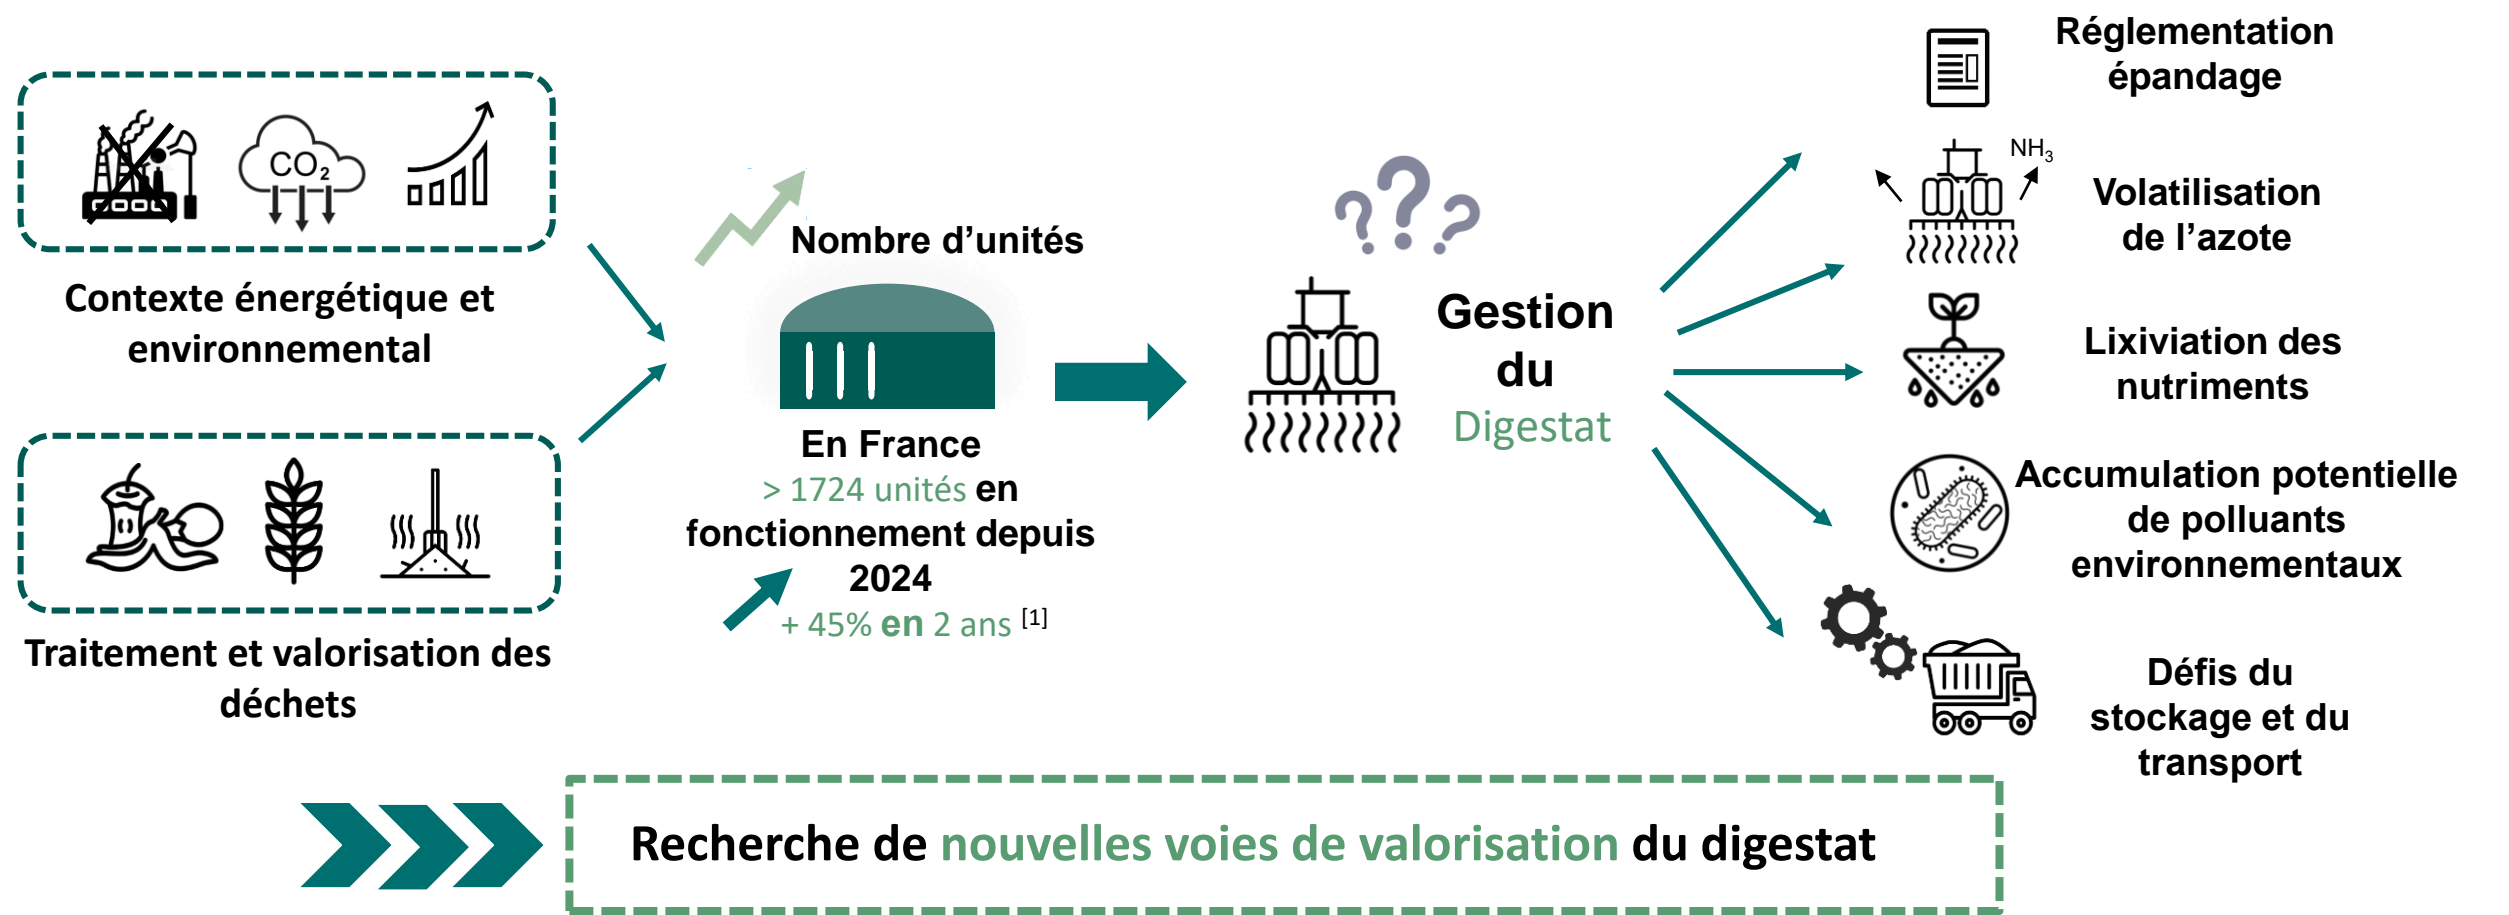 CO₂
Contexte énergétique et
environnemental
Traitement et valorisation des
déchets
Nombre d’unités
En France
> 1724 unités en
fonctionnement depuis
2024
+ 45% en 2 ans [1]
???
Gestion
du
Digestat
Réglementation
épandage
NH₃
Volatilisation
de l’azote
Lixiviation des
nutriments
Accumulation potentielle
de polluants
environnementaux
Défis du
stockage et du
transport
Recherche de nouvelles voies de valorisation du digestat